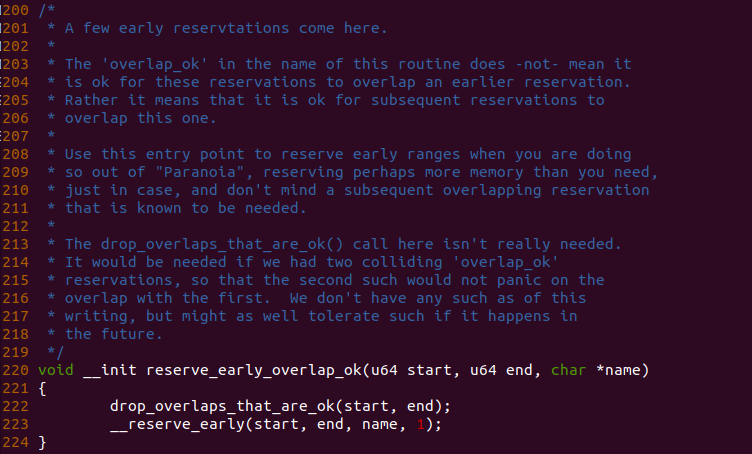 200 /*
201  * A few early reservtations come here.
202  *
203  * The 'overlap_ok' in the name of this routine does -not- mean it
204  * is ok for these reservations to overlap an earlier reservation.
205  * Rather it means that it is ok for subsequent reservations to
206  * overlap this one.
207  *
208  * Use this entry point to reserve early ranges when you are doing
209  * so out of "Paranoia", reserving perhaps more memory than you need,
210  * just in case, and don't mind a subsequent overlapping reservation
211  * that is known to be needed.
212  *
213  * The drop_overlaps_that_are_ok() call here isn't really needed.
214  * It would be needed if we had two colliding 'overlap_ok'
215  * reservations, so that the second such would not panic on the
216  * overlap with the first.  We don't have any such as of this
217  * writing, but might as well tolerate such if it happens in
218  * the future.
219  */
220 void __init reserve_early_overlap_ok(u64 start, u64 end, char *name)
221 {
222         drop_overlaps_that_are_ok(start, end);
223         __reserve_early(start, end, name, 1);
224 }